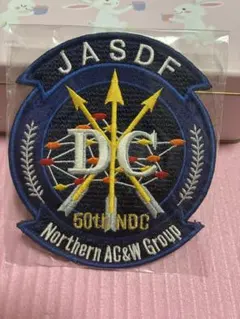 JASDF
DC
50th NDC
Northern AC&W Group